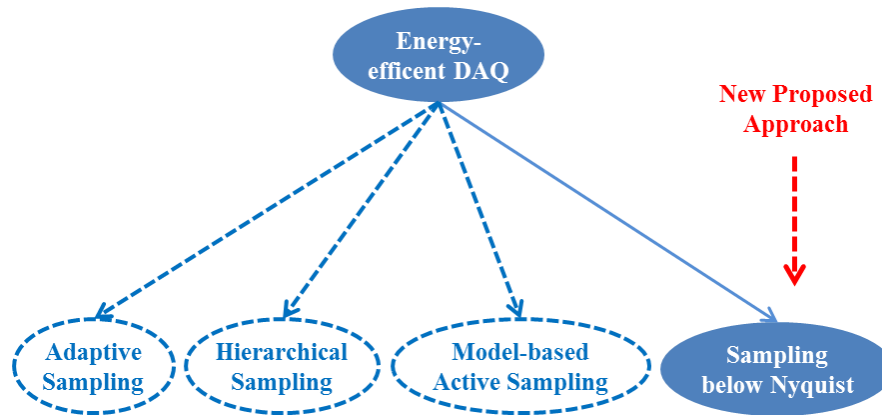 Energy-
efficent DAQ
New Proposed
Approach
Adaptive
Sampling
Hierarchical
Sampling
Model-based
Active Sampling
Sampling
below Nyquist